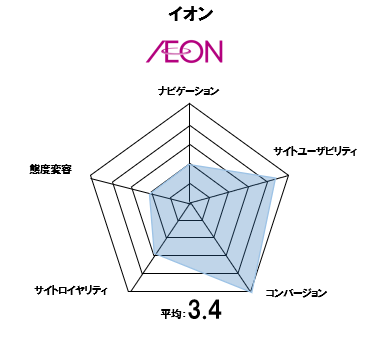 イオン
ÆON
ナビゲーション
サイトユーザビリティ
態度変容
サイトロイヤリティ
コンバージョン
平均：3.4